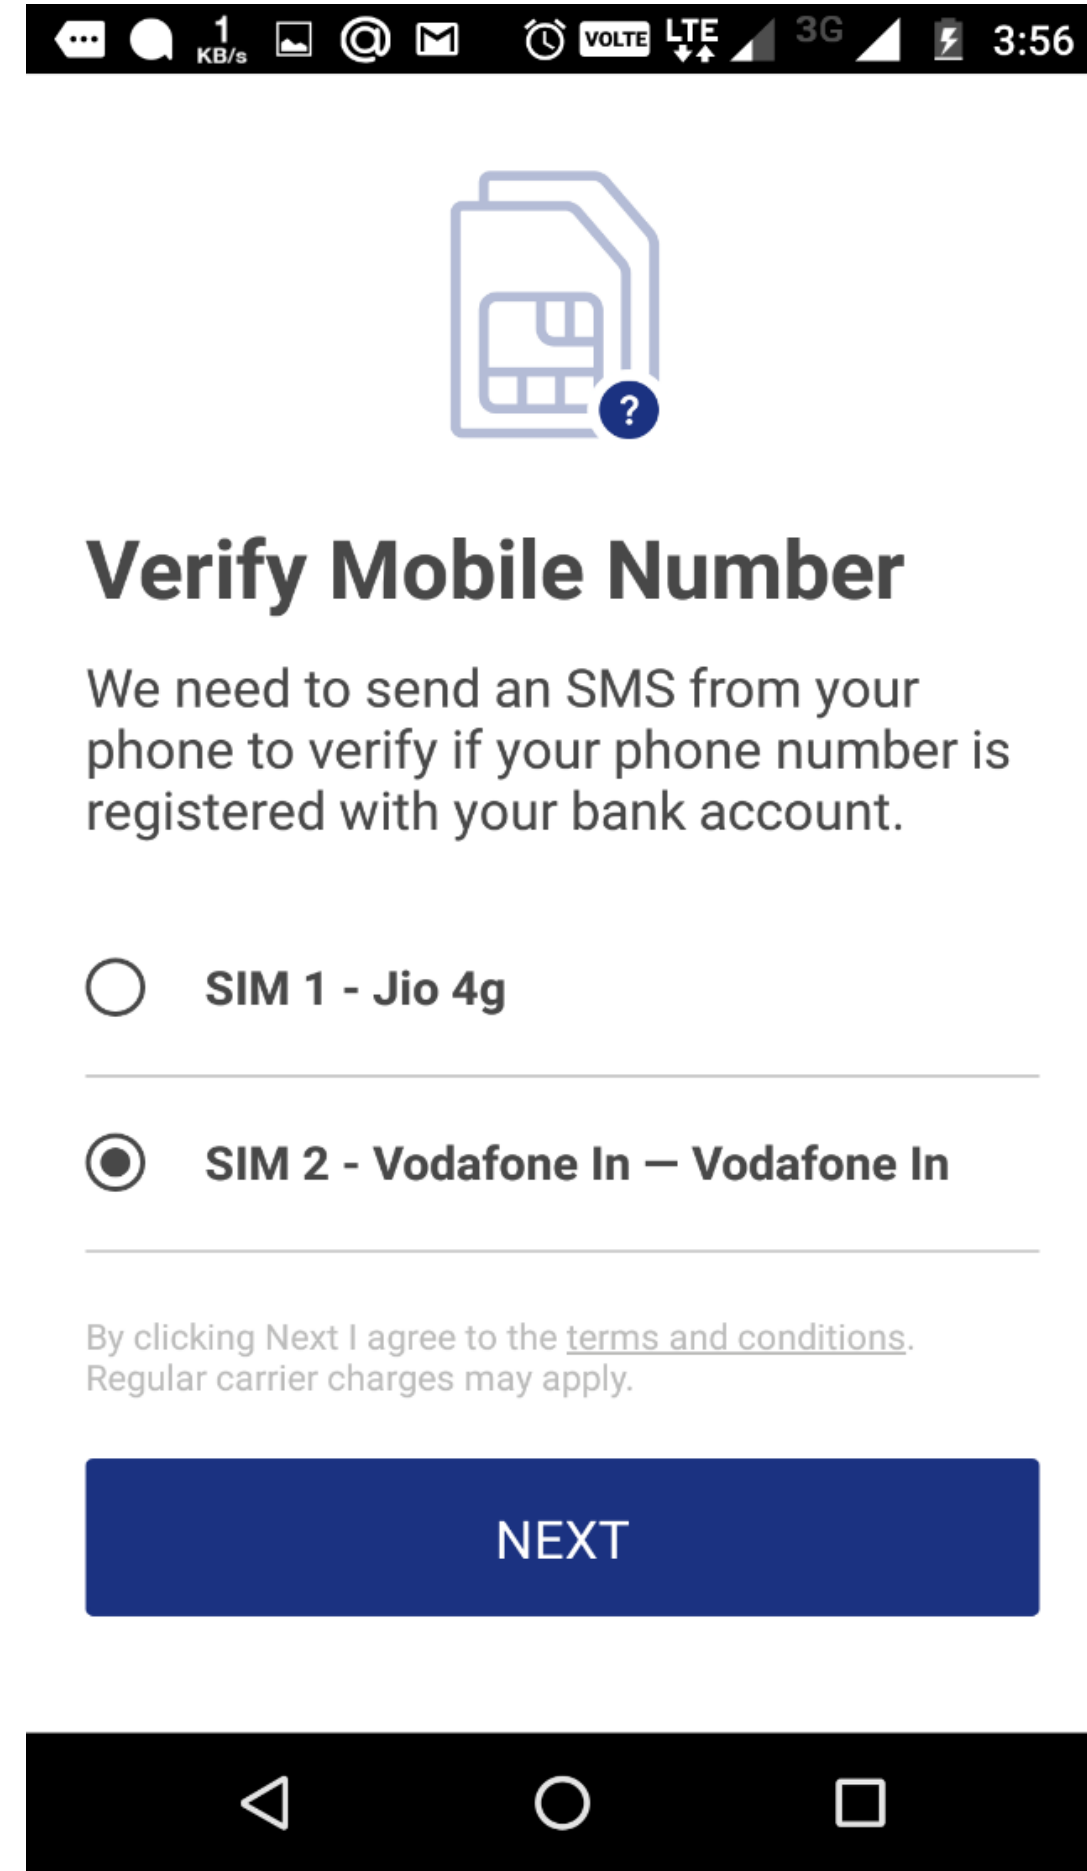 1
KB/s
VOLTE
LTE
3G
3:56
?
Verify Mobile Number
We need to send an SMS from your
phone to verify if your phone number is
registered with your bank account.
SIM 1 - Jio 4g
SIM 2 - Vodafone In — Vodafone In
By clicking Next I agree to the terms and conditions.
Regular carrier charges may apply.
NEXT